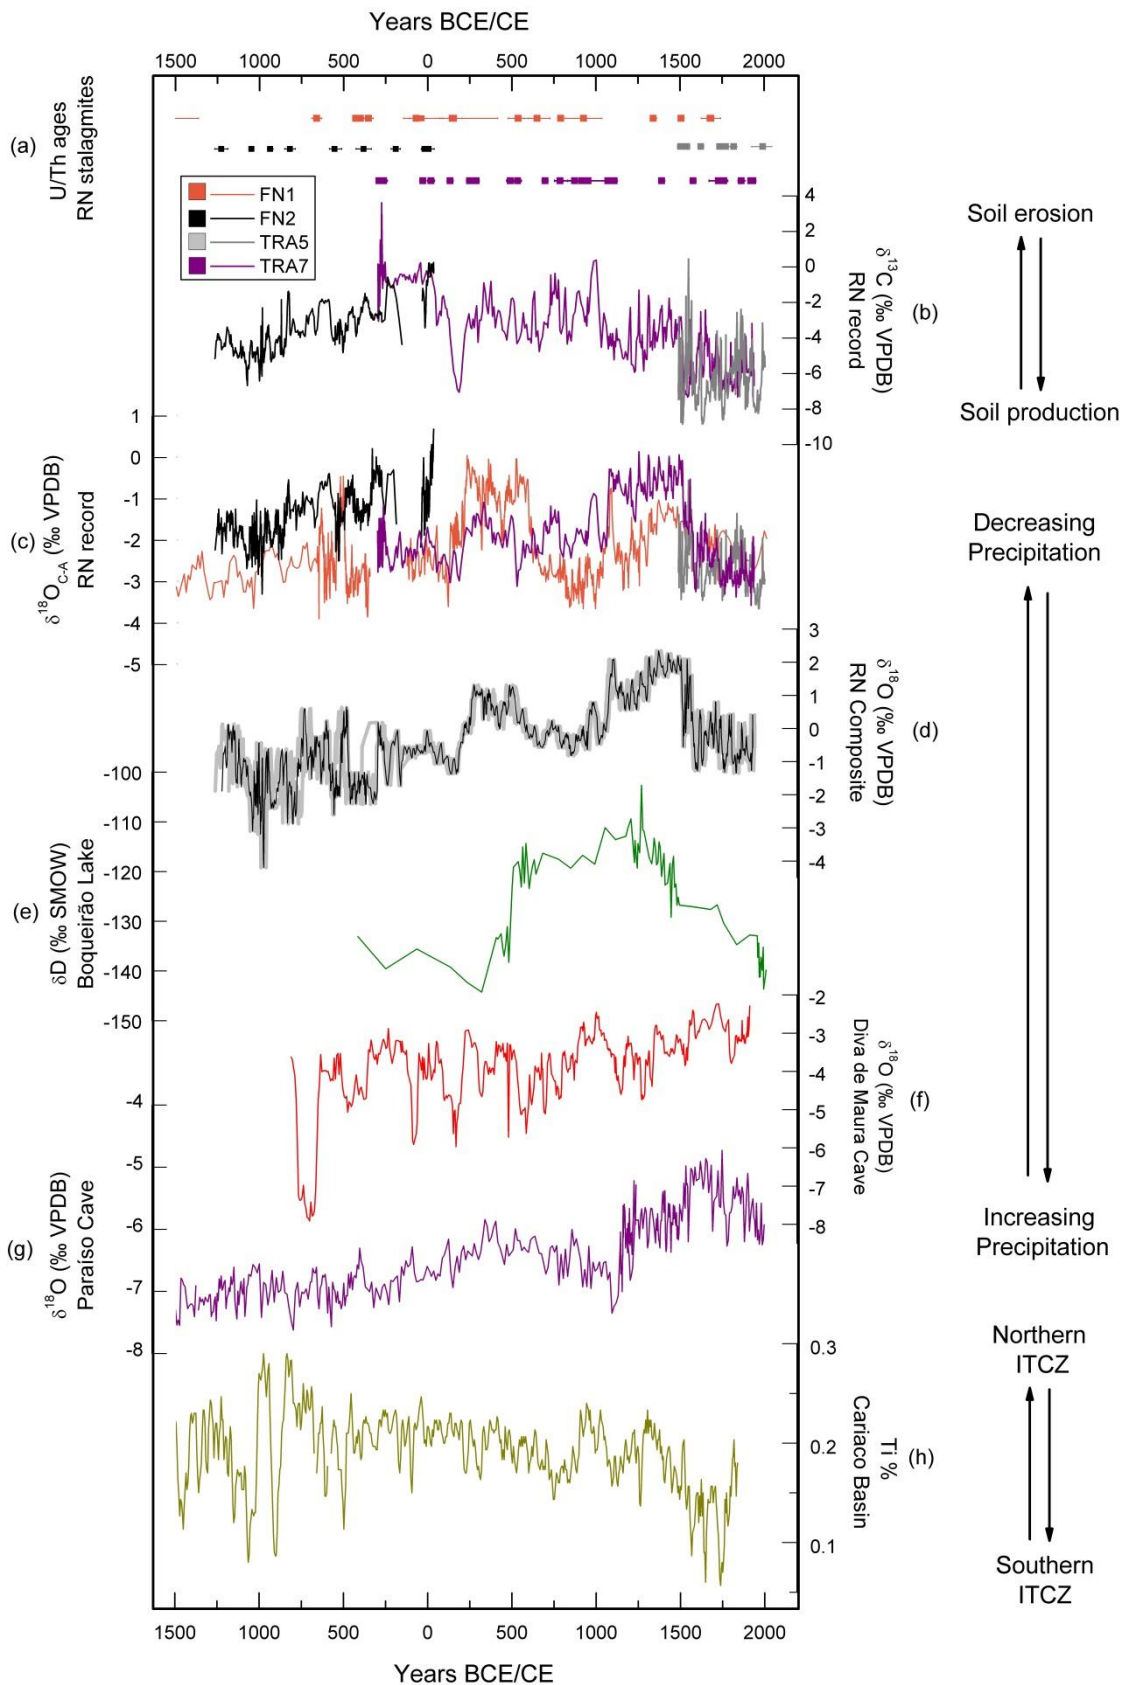 Years BCE/CE
1500 1000 500 0 500 1000 1500 2000
(a)
U/Th ages
RN stalagmites
FN1
FN2
TRA5
TRA7
4
2
0
-2
-4
-6
-8
-10
δ¹³C (‰ VPDB)
RN record
(b)
Soil erosion
Soil production
1
0
-1
-2
-3
-4
-5
(c)
δ¹⁸O_C-A (‰ VPDB)
RN record
Decreasing
Precipitation
3
2
1
0
-1
-2
-3
-4
δ¹⁸O (‰ VPDB)
RN Composite
(d)
-100
-110
-120
-130
-140
-150
(e)
δD (‰ SMOW)
Boqueirão Lake
-2
-3
-4
-5
-6
-7
-8
δ¹⁸O (‰ VPDB)
Diva de Maura Cave
(f)
-4
-5
-6
-7
-8
(g)
δ¹⁸O (‰ VPDB)
Paraíso Cave
Increasing
Precipitation
0.3
0.2
0.1
Ti %
Cariaco Basin
(h)
Northern
ITCZ
Southern
ITCZ
1500 1000 500 0 500 1000 1500 2000
Years BCE/CE